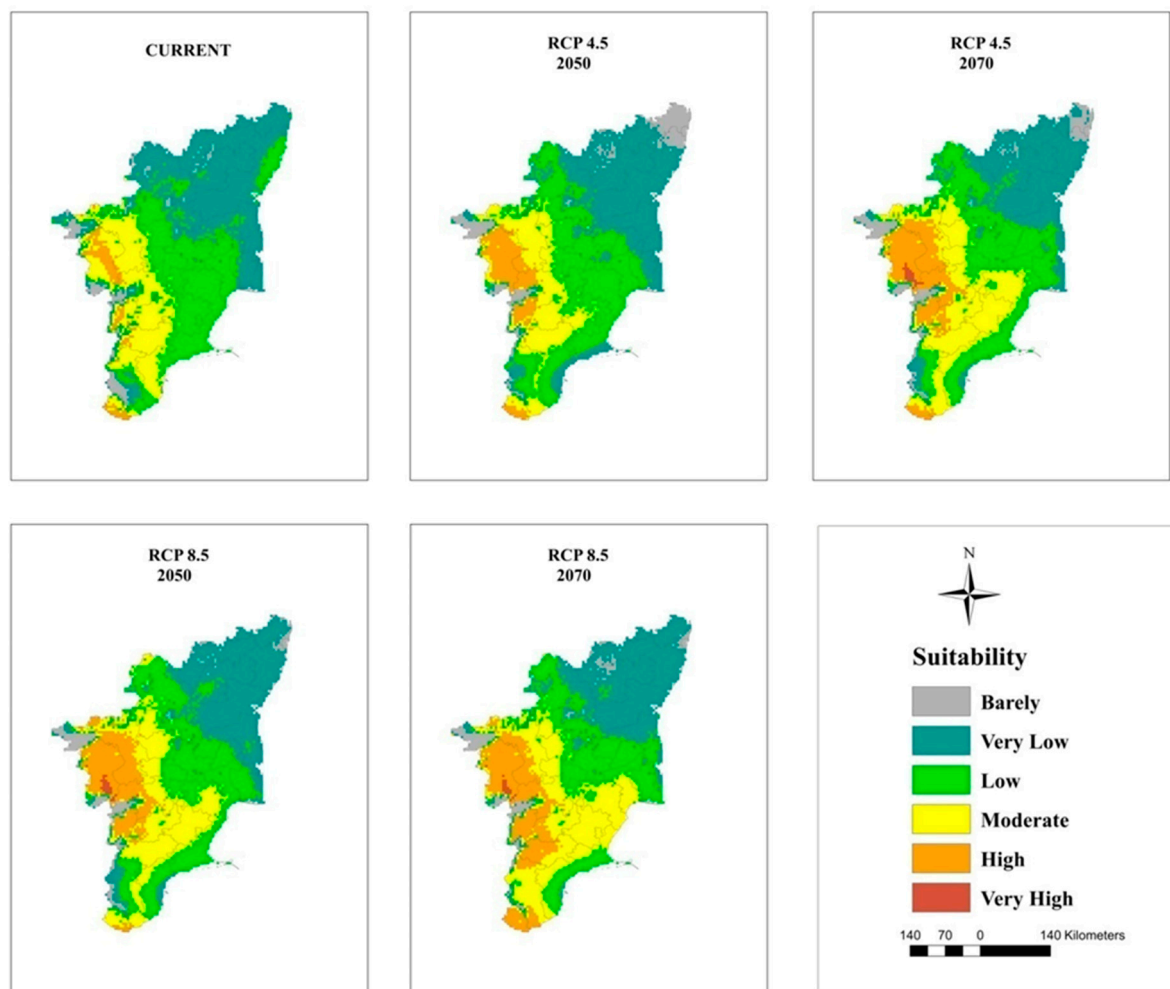 CURRENT
RCP 4.5
2050
RCP 4.5
2070
RCP 8.5
2050
RCP 8.5
2070
N
Suitability
Barely
Very Low
Low
Moderate
High
Very High
140 70 0 140 Kilometers